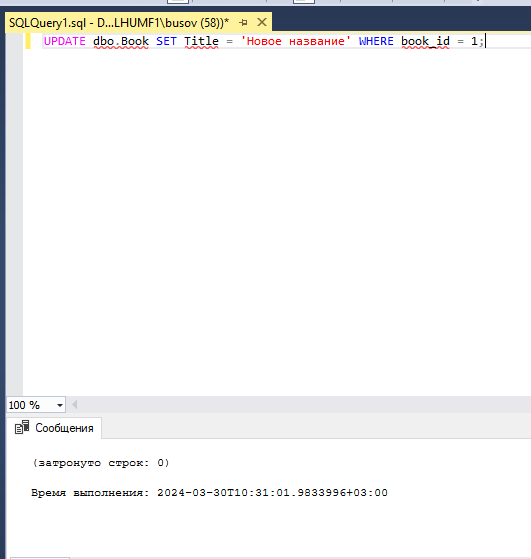 SQLQuery1.sql - D...LHUMF1\busov (58))*
UPDATE dbo.Book SET Title = 'Новое название' WHERE book_id = 1;
100 %
Сообщения
(затронуто строк: 0)
Время выполнения: 2024-03-30T10:31:01.9833996+03:00